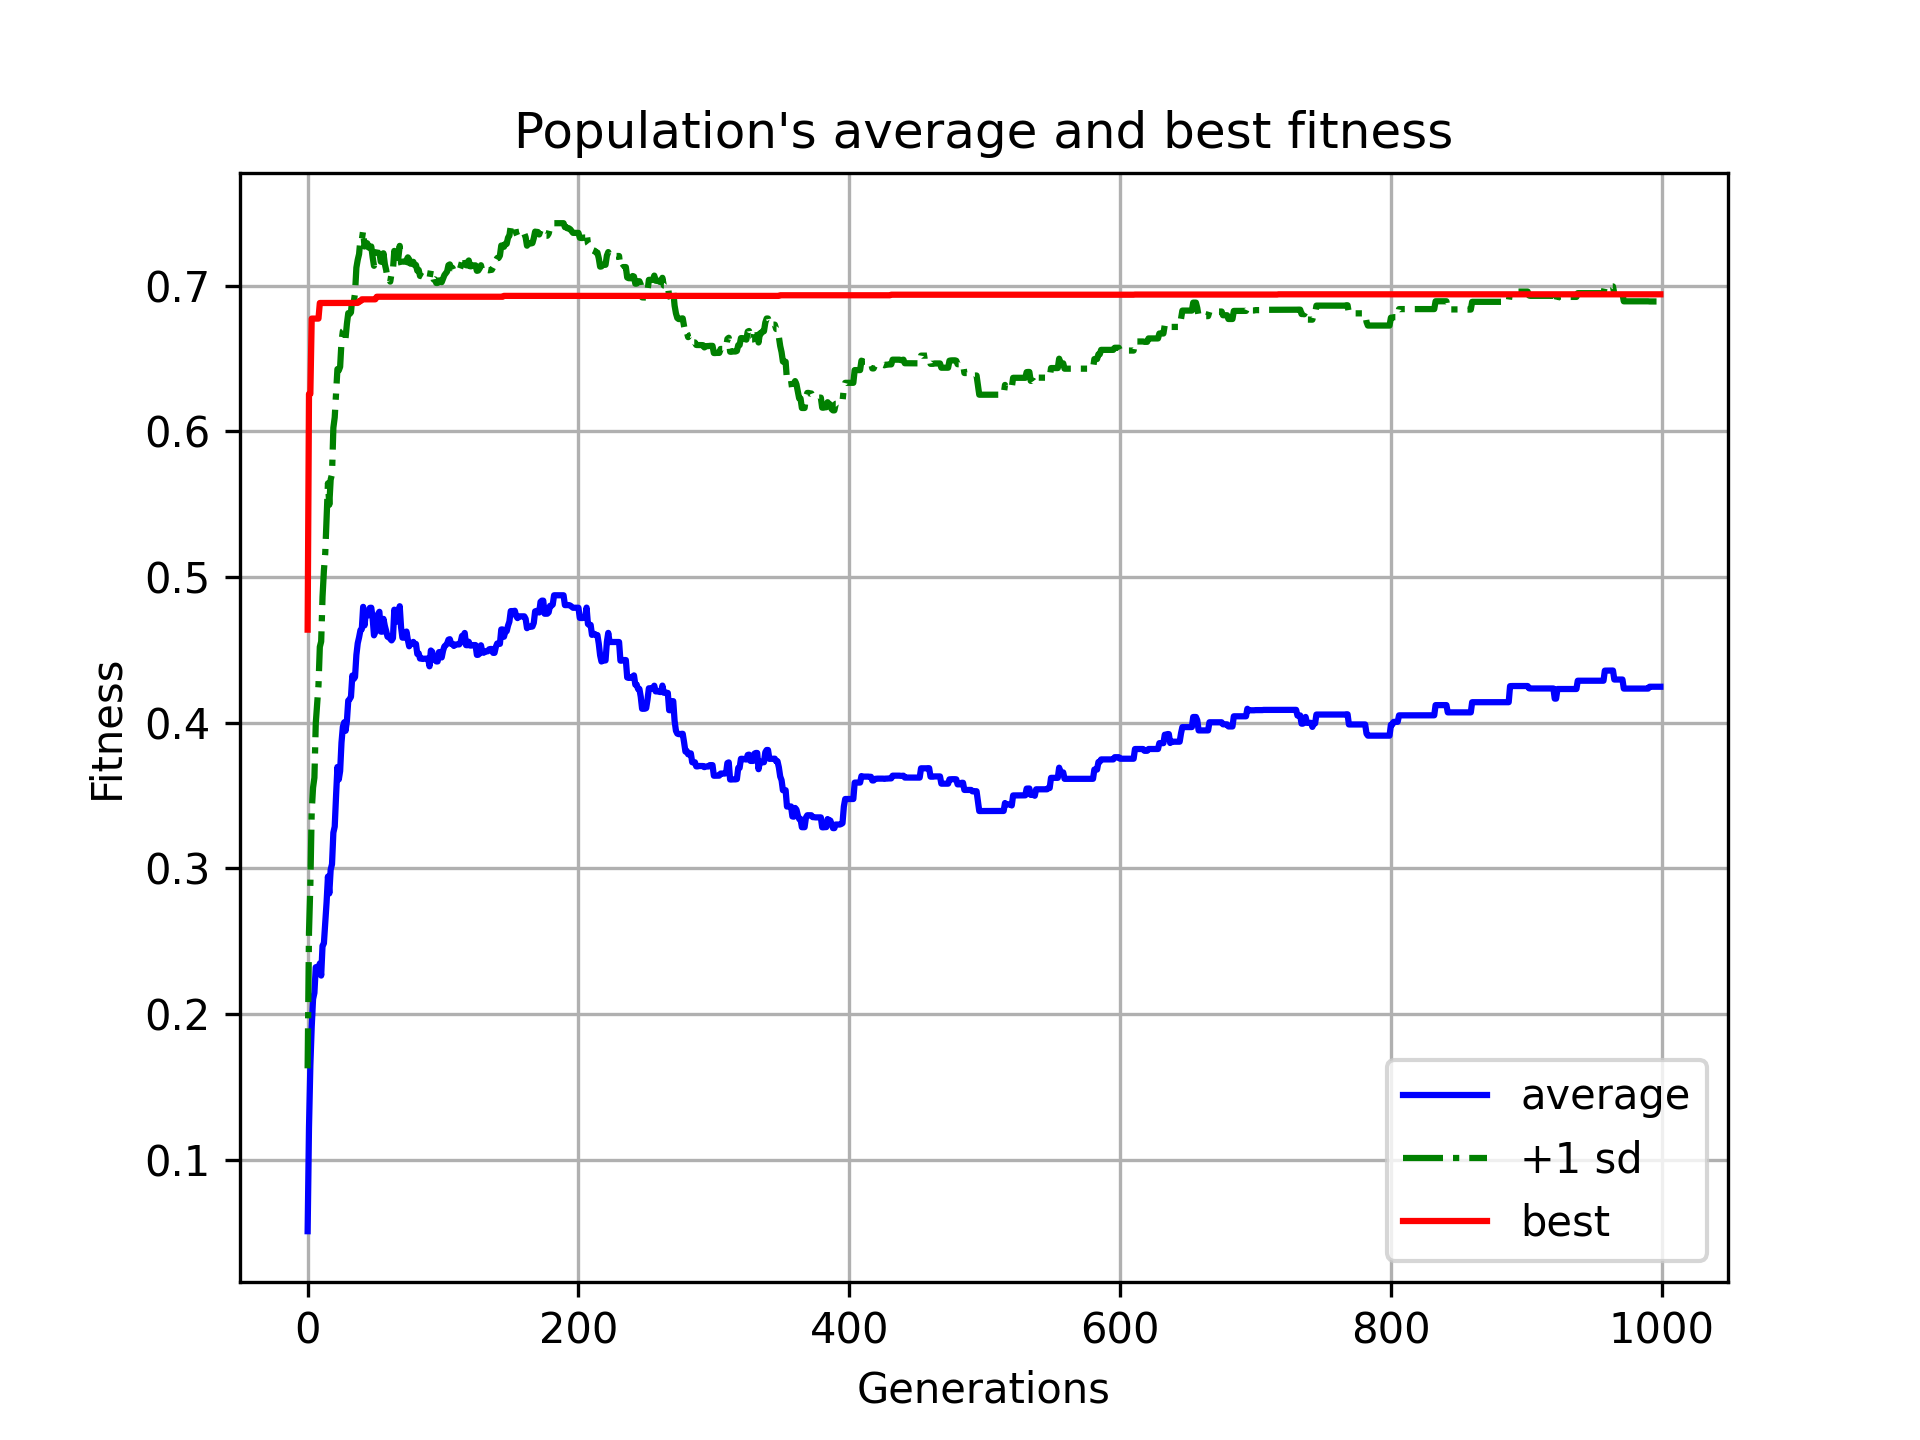 Population's average and best fitness
Fitness
0.7
0.6
0.5
0.4
0.3
0.2
0.1
average
+1 sd
best
0 200 400 600 800 1000
Generations